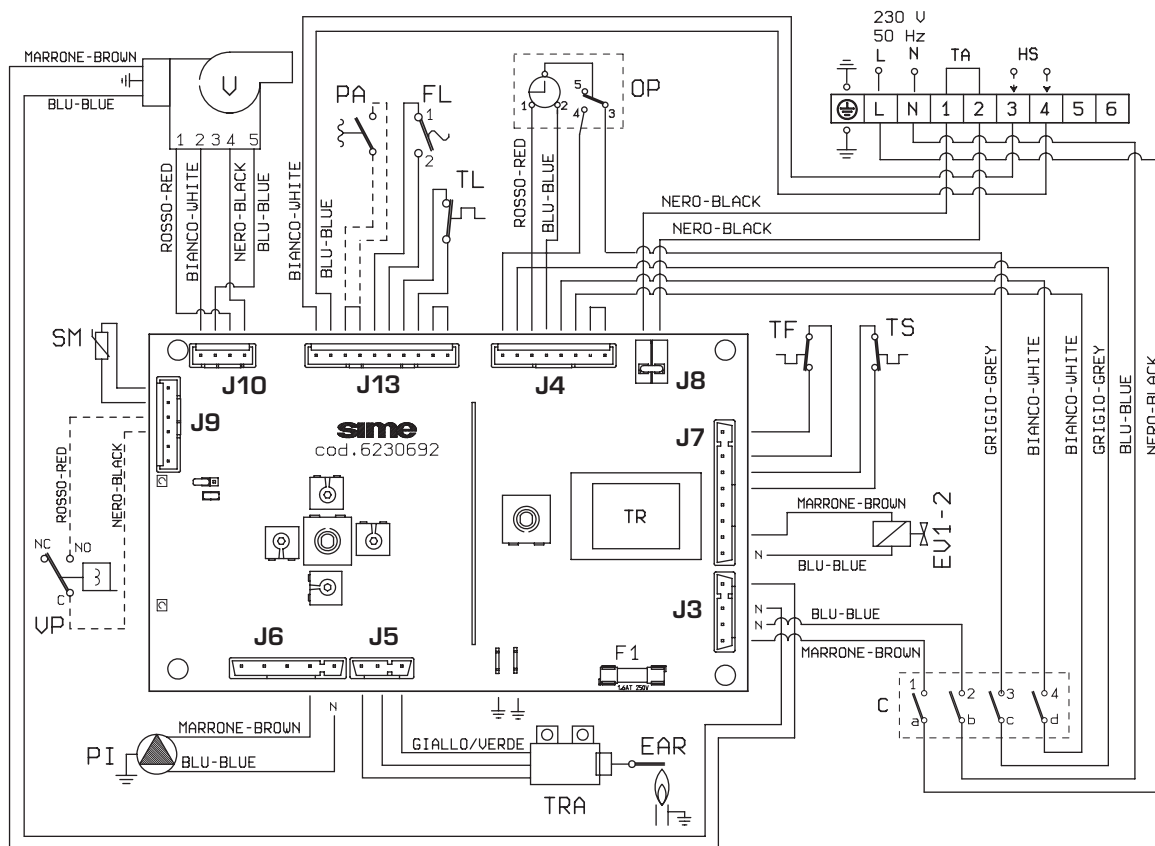 230 V
50 Hz
L N TA HS
L N 1 2 3 4 5 6
MARRONE-BROWN
BLU-BLUE
V
1 2 3 4 5
ROSSO-RED
BIANCO-WHITE
NERO-BLACK
BLU-BLUE
BIANCO-WHITE
BLU-BLUE
PA
FL
1
2
TL
OP
5
1 2 4 3
ROSSO-RED
BLU-BLUE
NERO-BLACK
NERO-BLACK
SM
J10
J13
J4
J8
J9
J7
TF
TS
sime
cod.6230692
ROSSO-RED
NERO-BLACK
NC
NO
C
VP
TR
MARRONE-BROWN
N
BLU-BLUE
EV1-2
GRIGIO-GREY
BIANCO-WHITE
BIANCO-WHITE
GRIGIO-GREY
BLU-BLUE
NERO-BLACK
J3
N
N
BLU-BLUE
MARRONE-BROWN
J6
J5
F1
1,6AT 250V
C
1 2 3 4
a b c d
PI
MARRONE-BROWN
N
BLU-BLUE
GIALLO/VERDE
TRA
EAR